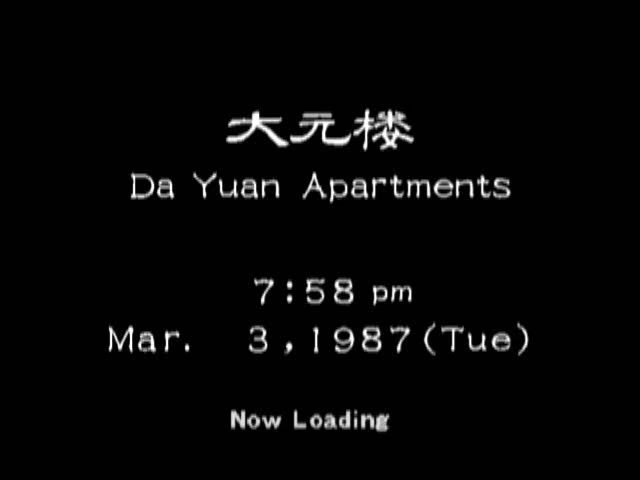 大元楼
Da Yuan Apartments
7:58 pm
Mar. 3,1987(Tue)
Now Loading